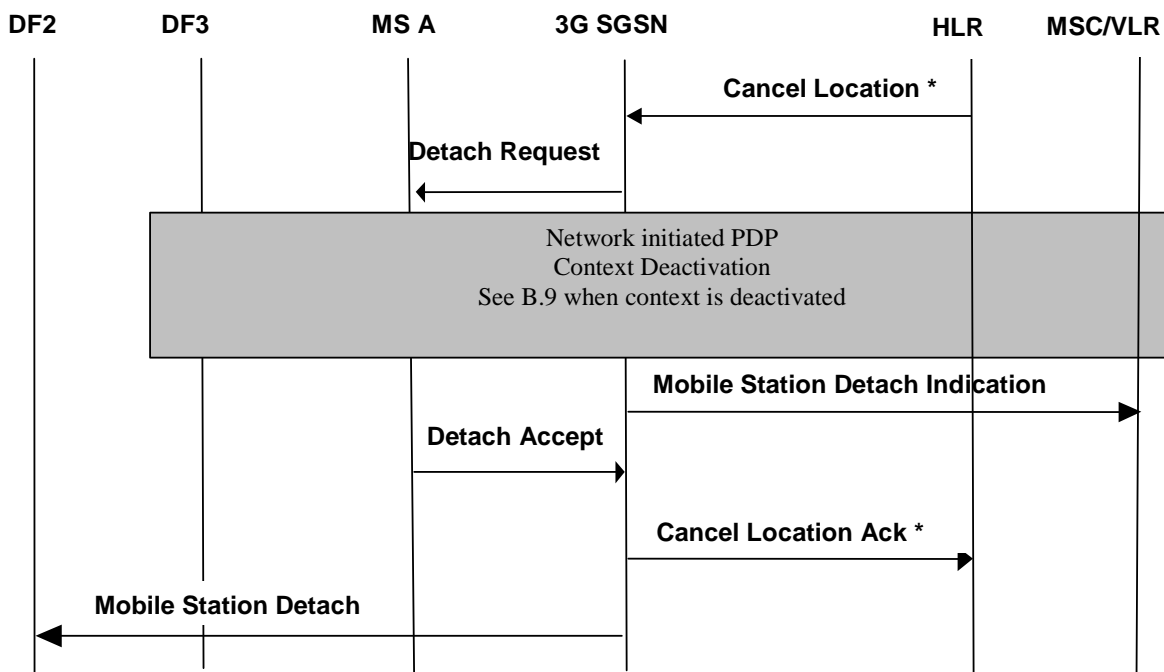 DF2 DF3 MS A 3G SGSN HLR MSC/VLR
Cancel Location *
Detach Request
Network initiated PDP
Context Deactivation
See B.9 when context is deactivated
Mobile Station Detach Indication
Detach Accept
Cancel Location Ack *
Mobile Station Detach